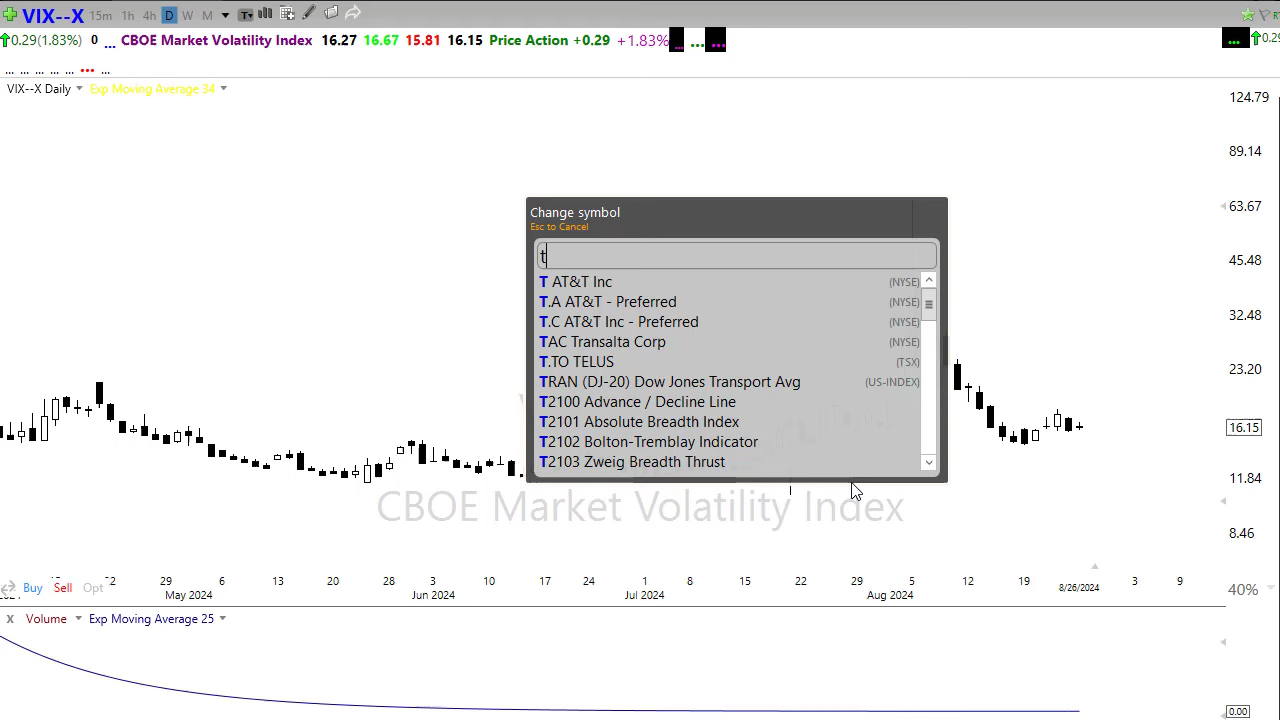 VIX--X 15m 1h 4h D W M
0.29(1.83%) 0 ... CBOE Market Volatility Index 16.27 16.67 15.81 16.15 Price Action +0.29 +1.83% ... ... ... ... 0.29
... ... ... ... ... ... ...
VIX--X Daily Exp Moving Average 34
124.79
89.14
63.67
45.48
32.48
23.20
16.15
11.84
8.46
Change symbol
Esc to Cancel
t
T AT&T Inc (NYSE)
T.A AT&T - Preferred (NYSE)
T.C AT&T Inc - Preferred (NYSE)
TAC Transalta Corp (NYSE)
T.TO TELUS (TSX)
TRAN (DJ-20) Dow Jones Transport Avg (US-INDEX)
T2100 Advance / Decline Line
T2101 Absolute Breadth Index
T2102 Bolton-Tremblay Indicator
T2103 Zweig Breadth Thrust
CBOE Market Volatility Index
22 29 6 13 20 28 3 10 17 24 1 8 15 22 29 5 12 19 8/26/2024 3 9
May 2024 Jun 2024 Jul 2024 Aug 2024
Buy Sell Opt
40%
X Volume Exp Moving Average 25
0.00